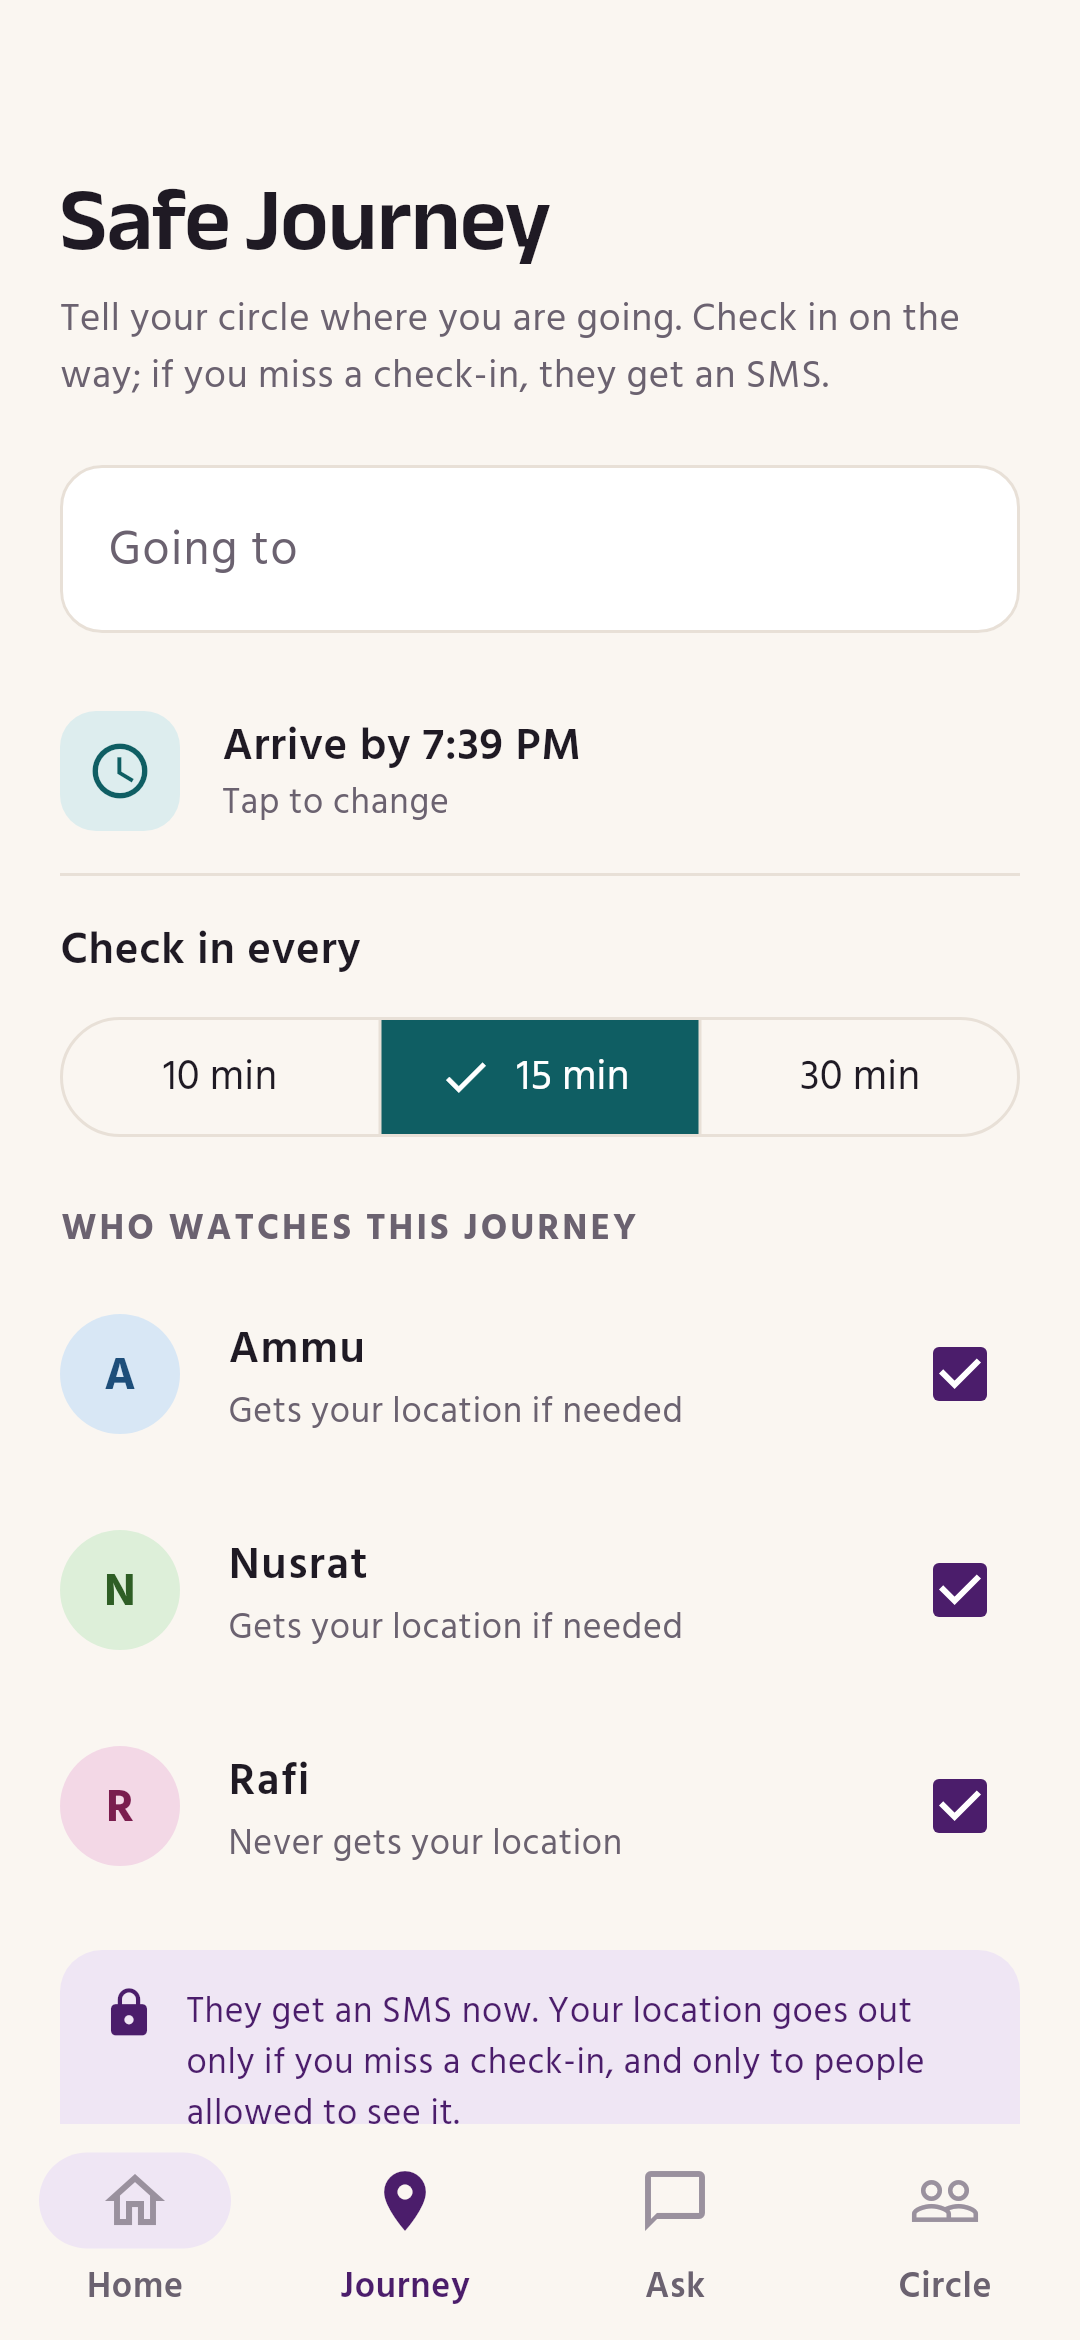 Safe Journey
Tell your circle where you are going. Check in on the
way; if you miss a check-in, they get an SMS.
Going to
Arrive by 7:39 PM
Tap to change
Check in every
10 min
15 min
30 min
WHO WATCHES THIS JOURNEY
A
Ammu
Gets your location if needed
N
Nusrat
Gets your location if needed
R
Rafi
Never gets your location
They get an SMS now. Your location goes out
only if you miss a check-in, and only to people
allowed to see it.
Home
Journey
Ask
Circle